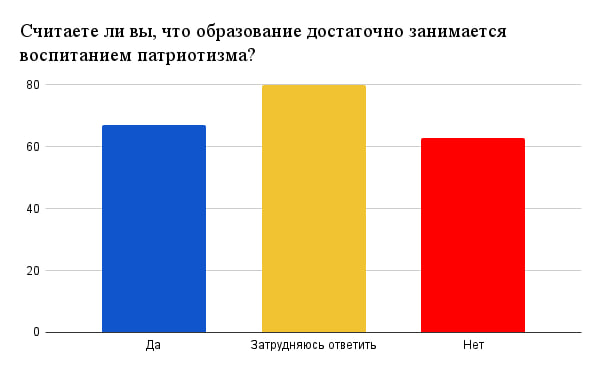 Считаете ли вы, что образование достаточно занимается
воспитанием патриотизма?
80
60
40
20
0
Да Затрудняюсь ответить Нет